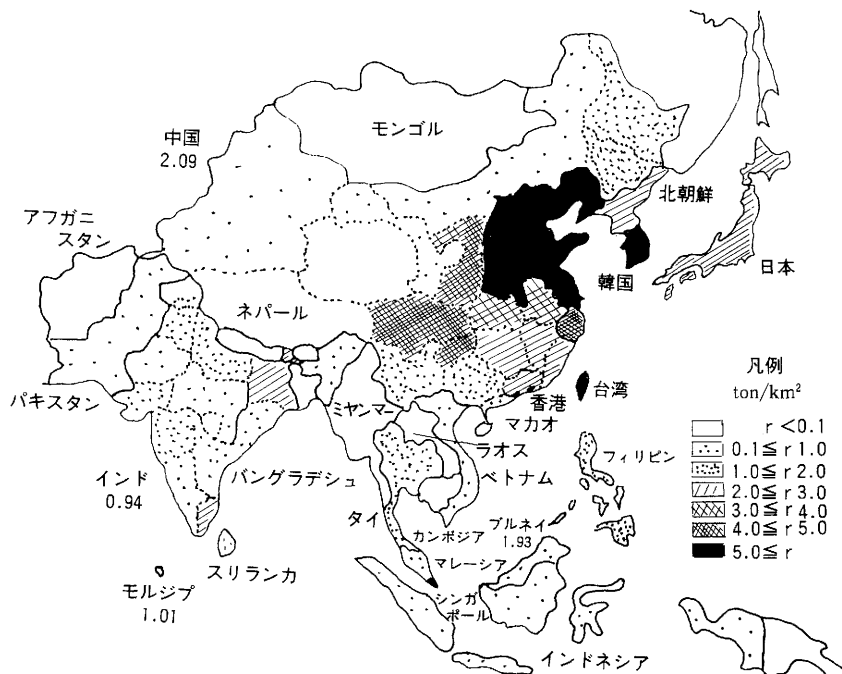 モンゴル
中国
2.09
北朝鮮
アフガニ
スタン
日本
韓国
ネパール
凡例
ton/km²
台湾
香港
パキスタン
ミヤンマー
マカオ
r<0.1
ラオス
0.1≦r1.0
フィリピン
1.0≦r2.0
インド
0.94
バングラデシュ
ベトナム
2.0≦r3.0
3.0≦r4.0
タイ
カンボジア
ブルネイ
1.93
4.0≦r5.0
マレーシア
5.0≦r
スリランカ
モルジブ
1.01
シンガ
ポール
インドネシア